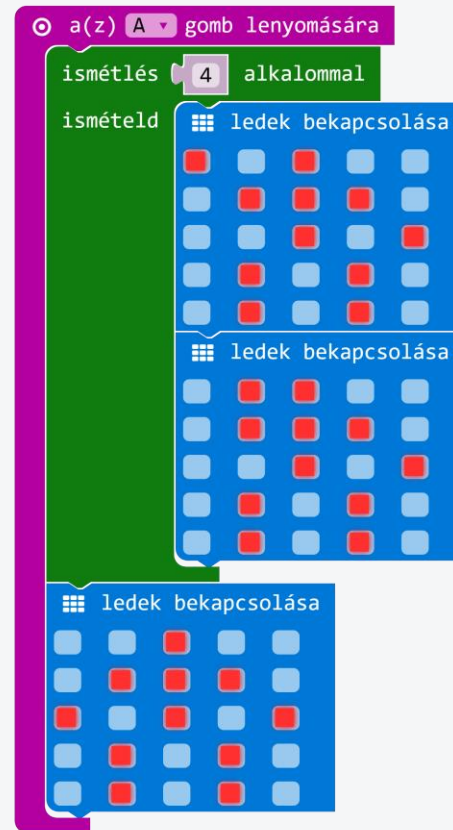 a(z) A gomb lenyomására
ismétlés 4 alkalommal
ismételd ledek bekapcsolása
ledek bekapcsolása
ledek bekapcsolása